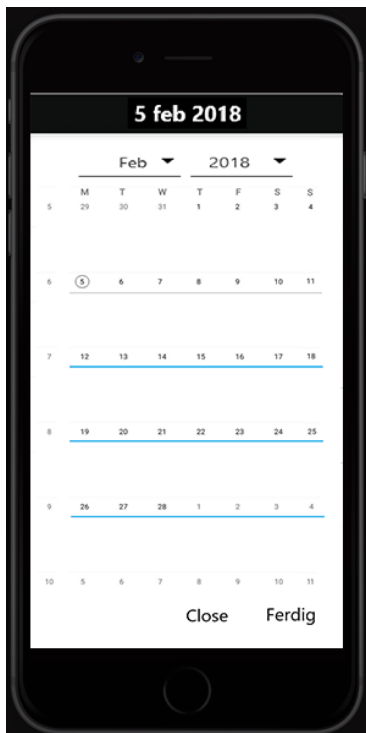 5 feb 2018
Feb 2018
M T W T F S S
5 29 30 31 1 2 3 4
6 5 6 7 8 9 10 11
7 12 13 14 15 16 17 18
8 19 20 21 22 23 24 25
9 26 27 28 1 2 3 4
10 5 6 7 8 9 10 11
Close Ferdig